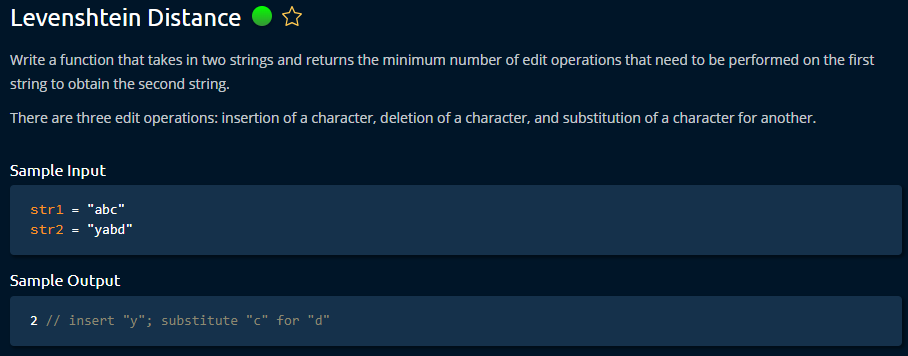 Levenshtein Distance
Write a function that takes in two strings and returns the minimum number of edit operations that need to be performed on the first
string to obtain the second string.
There are three edit operations: insertion of a character, deletion of a character, and substitution of a character for another.
Sample Input
str1 = "abc"
str2 = "yabd"
Sample Output
2 // insert "y"; substitute "c" for "d"